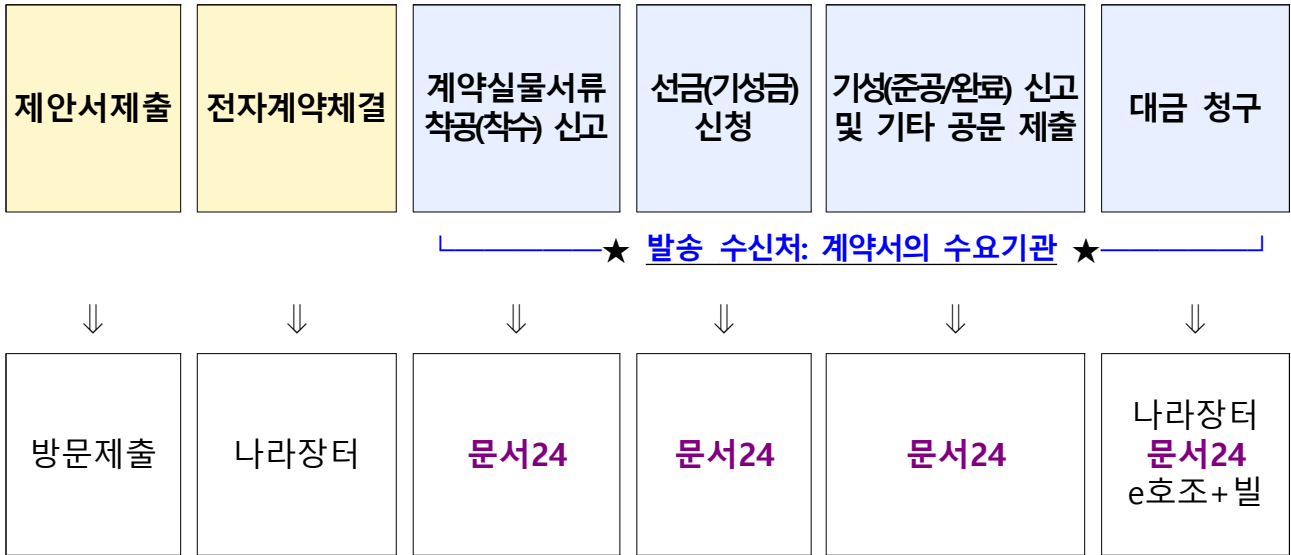 제안서제출
전자계약체결
계약실물서류
착공(착수) 신고
선금(기성금)
신청
기성(준공/완료) 신고
및 기타 공문 제출
대금 청구
└──────★ 발송 수신처: 계약서의 수요기관 ★──────┘
⇓ ⇓ ⇓ ⇓ ⇓ ⇓
방문제출
나라장터
문서24
문서24
문서24
나라장터
문서24
e호조+빌